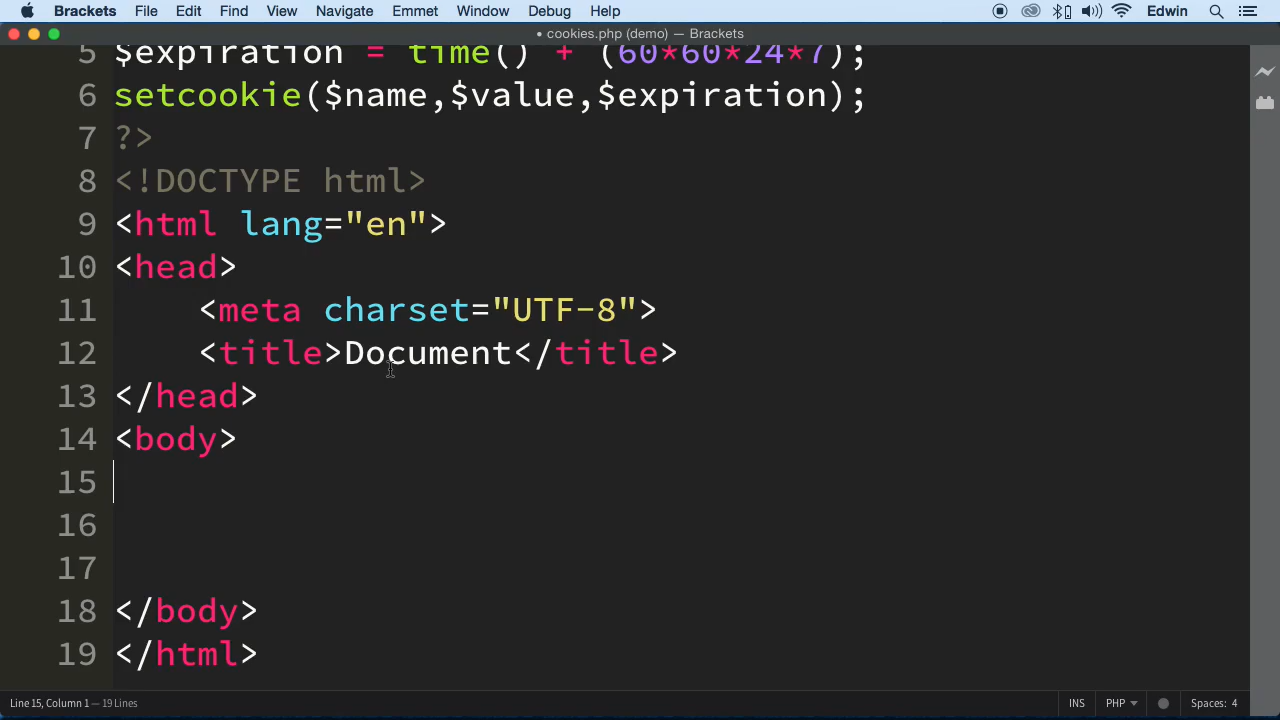 Brackets File Edit Find View Navigate Emmet Window Debug Help Edwin
• cookies.php (demo) — Brackets
5 $expiration = time() + (60*60*24*7);
6 setcookie($name,$value,$expiration);
7 ?>
8 <!DOCTYPE html>
9 <html lang="en">
10 <head>
11 <meta charset="UTF-8">
12 <title>Document</title>
13 </head>
14 <body>
15
16
17
18 </body>
19 </html>
Line 15, Column 1 — 19 Lines INS PHP Spaces: 4